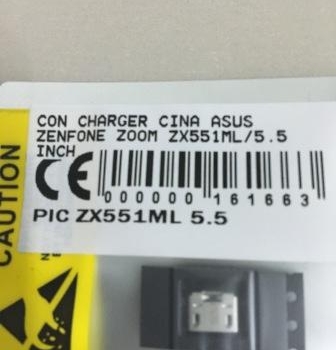 CON CHARGER CINA ASUS
ZENFONE ZOOM ZX551ML/5.5
INCH
CE
000000 161663
PIC ZX551ML 5.5
CAUTION